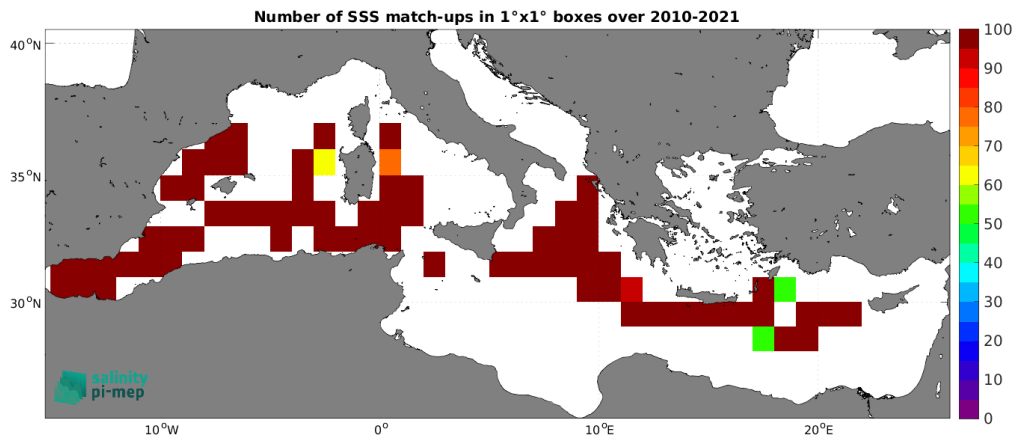 Number of SSS match-ups in 1°x1° boxes over 2010-2021
40°N
35°N
30°N
10°W
0°
10°E
20°E
100
90
80
70
60
50
40
30
20
10
0
salinity
pi-mep